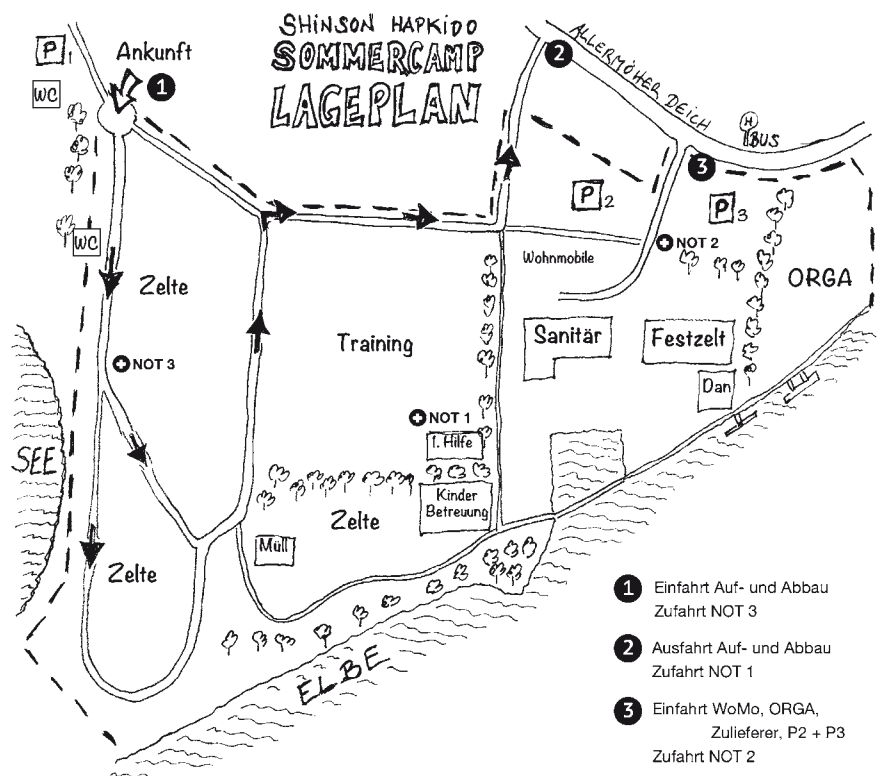 SHINSON HAPKIDO
SOMMERCAMP
LAGEPLAN
P 1
Ankunft
1
WC
2
ALLERMÖHER DEICH
H
BUS
3
P 2
P 3
WC
NOT 2
Wohnmobile
ORGA
Zelte
Training
Sanitär
Festzelt
NOT 3
Dan
NOT 1
1. Hilfe
SEE
Kinder
Betreuung
Zelte
Müll
Zelte
ELBE
1 Einfahrt Auf- und Abbau
Zufahrt NOT 3
2 Ausfahrt Auf- und Abbau
Zufahrt NOT 1
3 Einfahrt WoMo, ORGA,
Zulieferer, P2 + P3
Zufahrt NOT 2